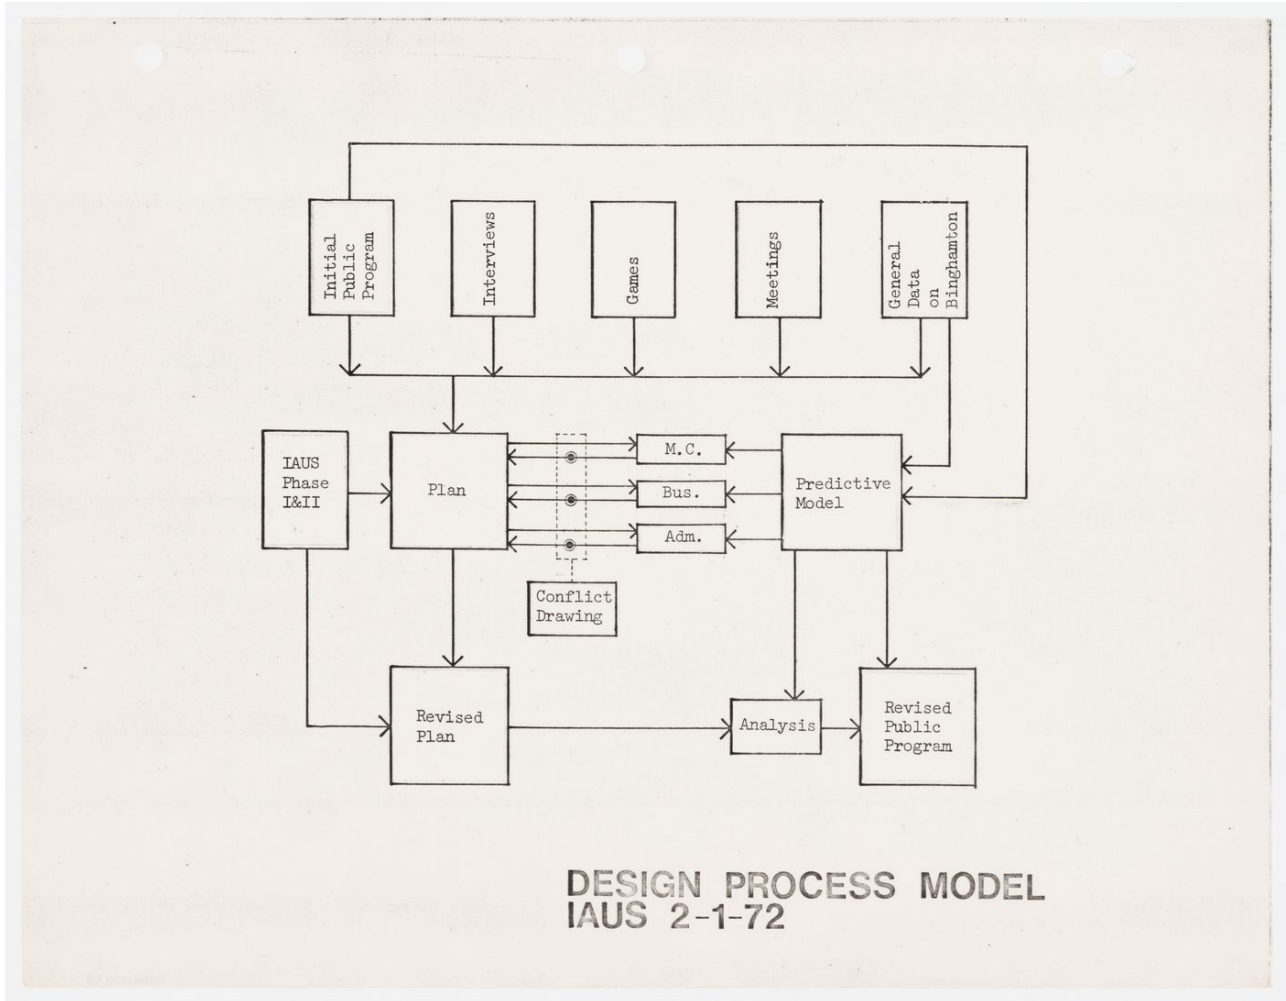 Initial
Public
Program
Interviews
Games
Meetings
General
Data
on
Binghamton
IAUS
Phase
I&II
Plan
M.C.
Bus.
Adm.
Predictive
Model
Conflict
Drawing
Revised
Plan
Analysis
Revised
Public
Program
DESIGN PROCESS MODEL
IAUS 2-1-72